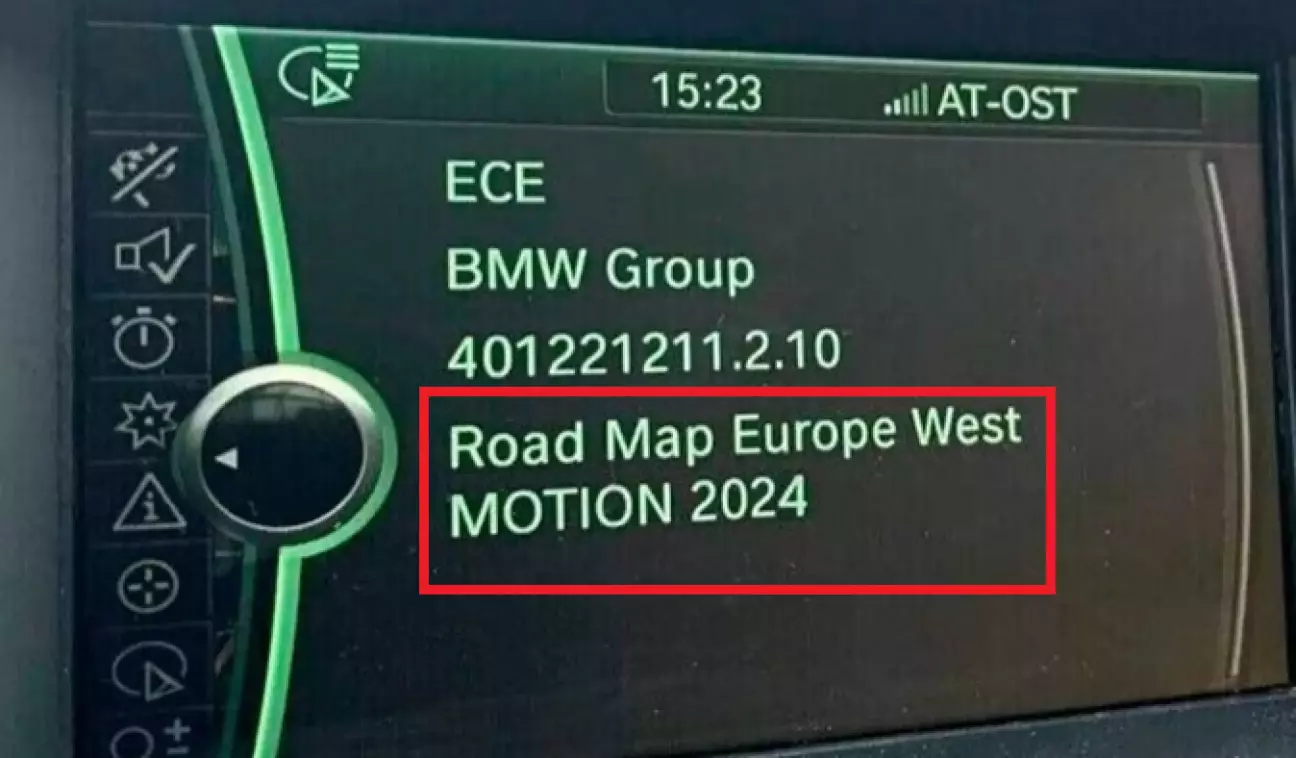 15:23 AT-OST
ECE
BMW Group
401221211.2.10
Road Map Europe West
MOTION 2024